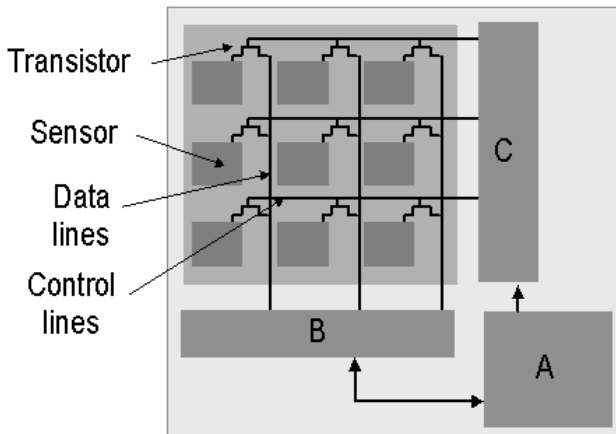 Transistor
Sensor
Data
lines
Control
lines
C
B
A